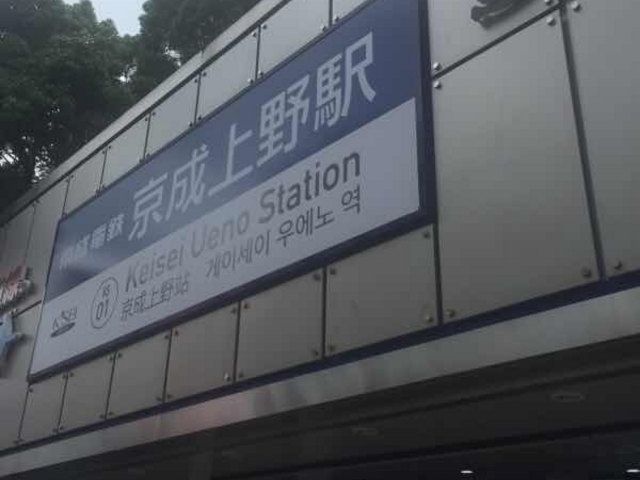 京成電鉄 京成上野駅
KS
01
Keisei Ueno Station
京成上野站 게이세이 우에노 역
KEISEI